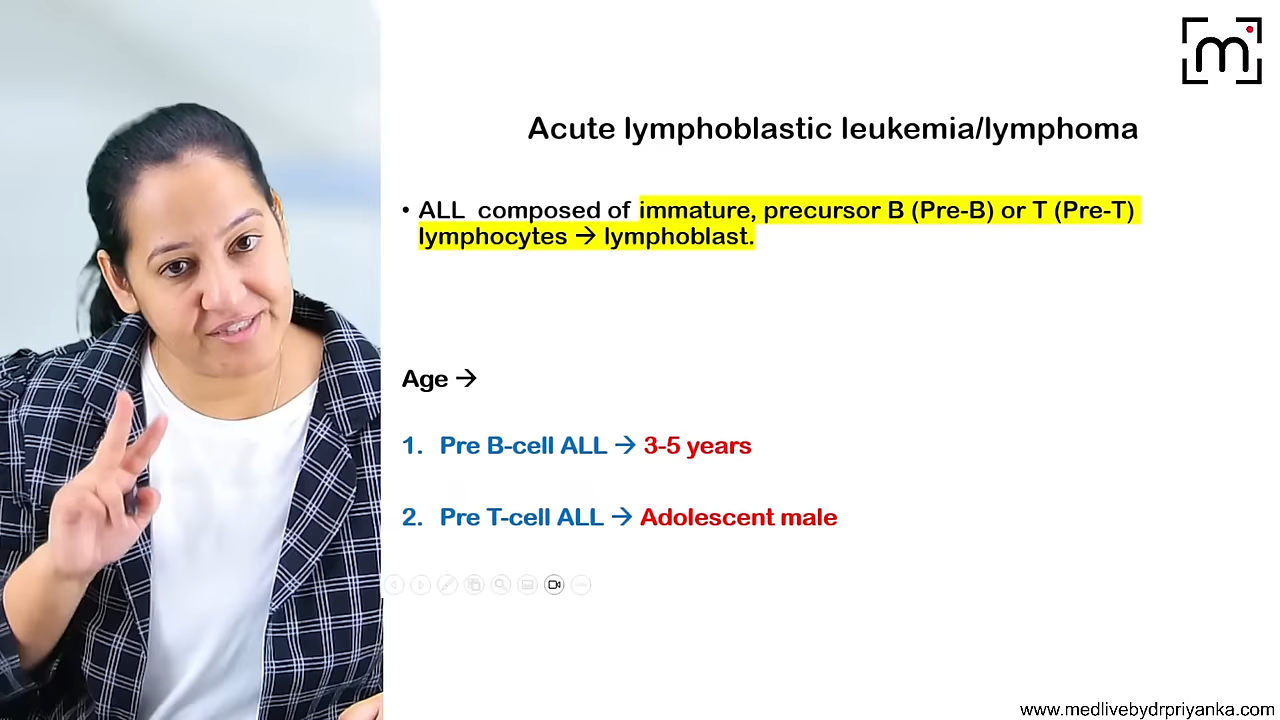 m
Acute lymphoblastic leukemia/lymphoma
• ALL composed of immature, precursor B (Pre-B) or T (Pre-T)
lymphocytes → lymphoblast.
Age →
1. Pre B-cell ALL → 3-5 years
2. Pre T-cell ALL → Adolescent male
www.medlivebydrpriyanka.com